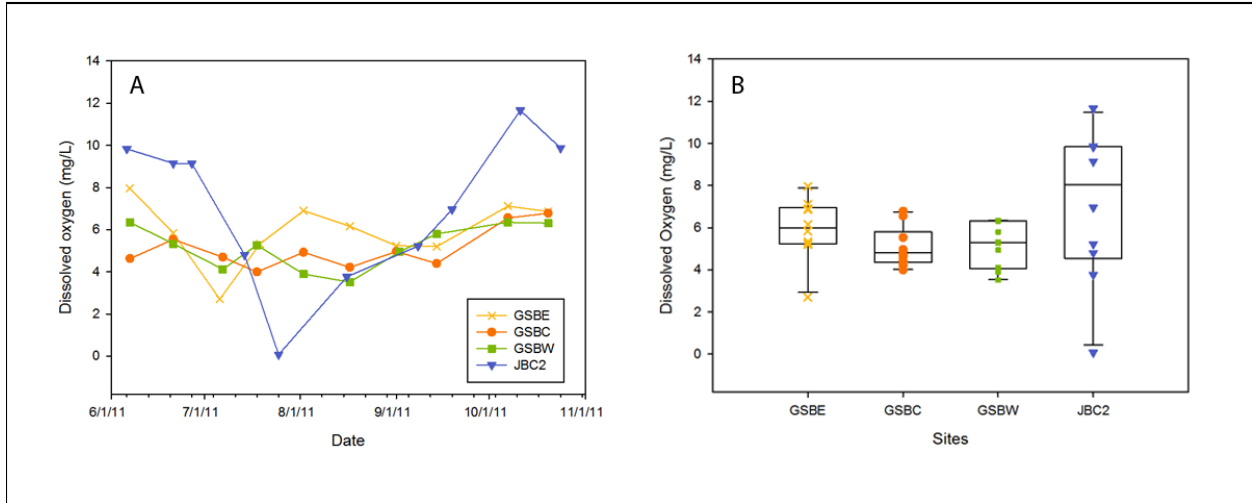 A
Dissolved oxygen (mg/L)
14
12
10
8
6
4
2
0
GSBE
GSBC
GSBW
JBC2
6/1/11 7/1/11 8/1/11 9/1/11 10/1/11 11/1/11
Date
B
Dissolved Oxygen (mg/L)
14
12
10
8
6
4
2
0
GSBE GSBC GSBW JBC2
Sites